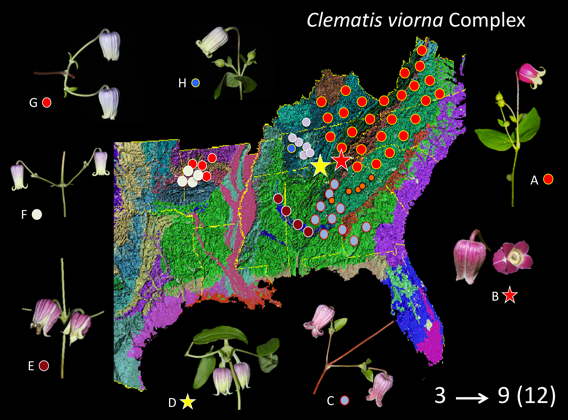 Clematis viorna Complex
G
H
A
F
B
E
D
C
3 → 9 (12)